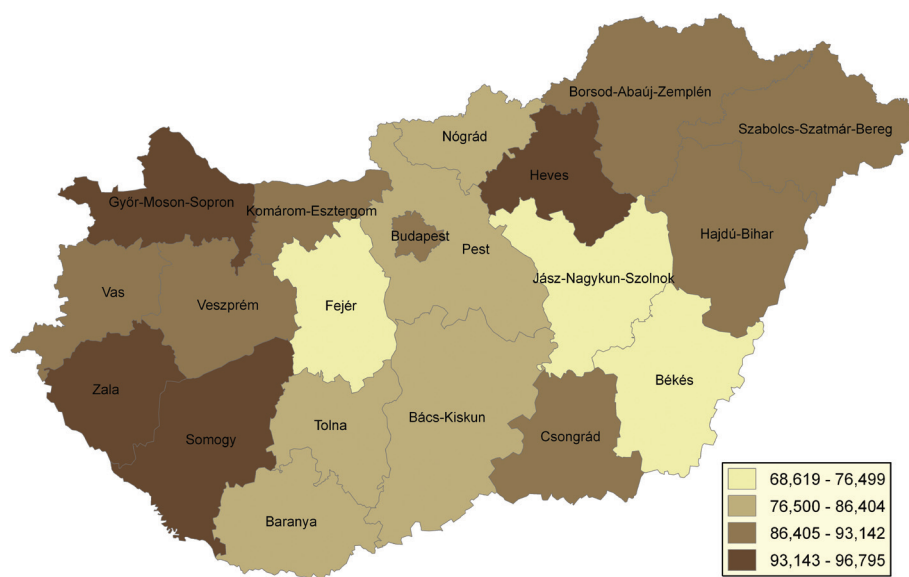 Borsod-Abaúj-Zemplén
Szabolcs-Szatmár-Bereg
Nógrád
Heves
Győr-Moson-Sopron
Komárom-Esztergom
Hajdú-Bihar
Budapest
Pest
Jász-Nagykun-Szolnok
Vas
Veszprém
Fejér
Zala
Békés
Bács-Kiskun
Tolna
Somogy
Csongrád
Baranya
68,619 - 76,499
76,500 - 86,404
86,405 - 93,142
93,143 - 96,795